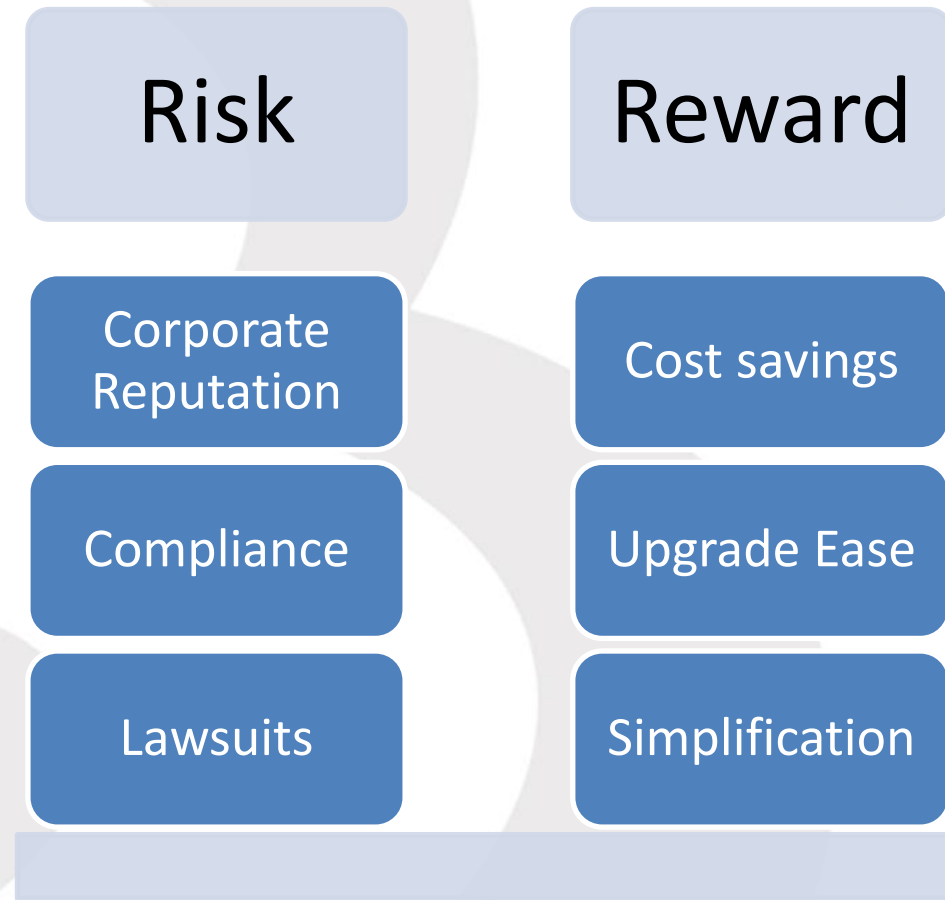 Risk
Reward
Corporate
Reputation
Compliance
Lawsuits
Cost savings
Upgrade Ease
Simplification